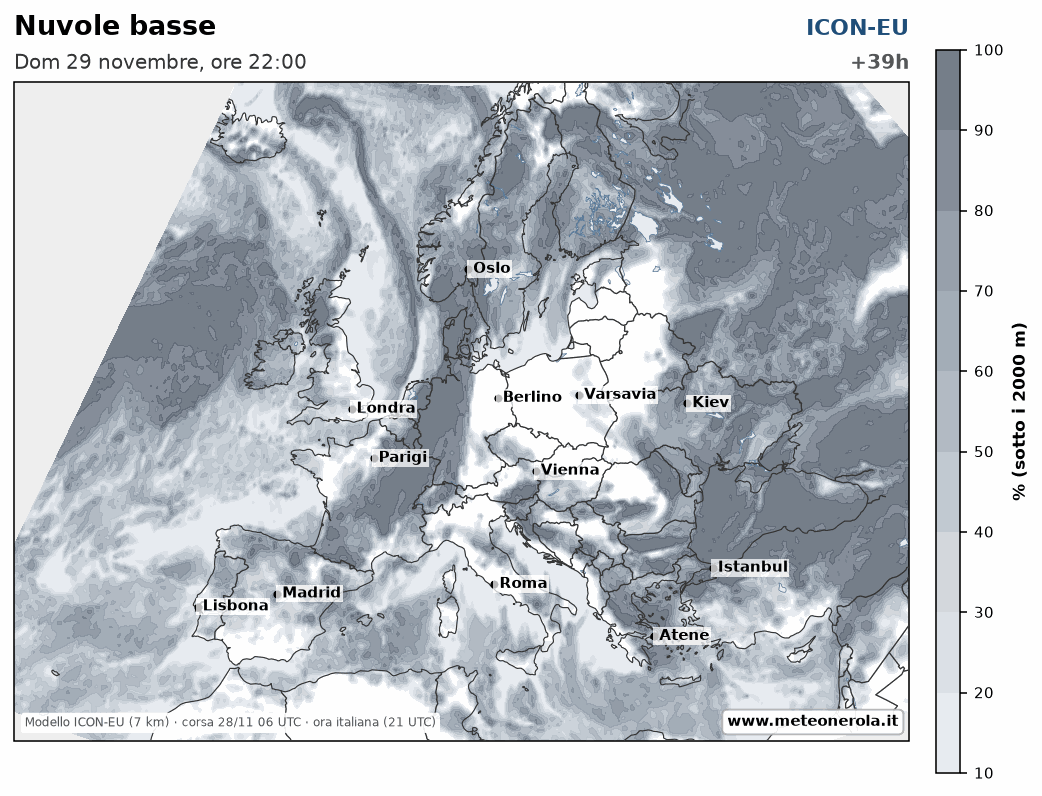 Nuvole basse
ICON-EU
Dom 29 novembre, ore 22:00
+39h
100
90
80
70
60
50
40
30
20
10
% (sotto i 2000 m)
Oslo
Londra
Berlino
Varsavia
Kiev
Parigi
Vienna
Istanbul
Roma
Madrid
Lisbona
Atene
Modello ICON-EU (7 km) · corsa 28/11 06 UTC · ora italiana (21 UTC)
www.meteonerola.it